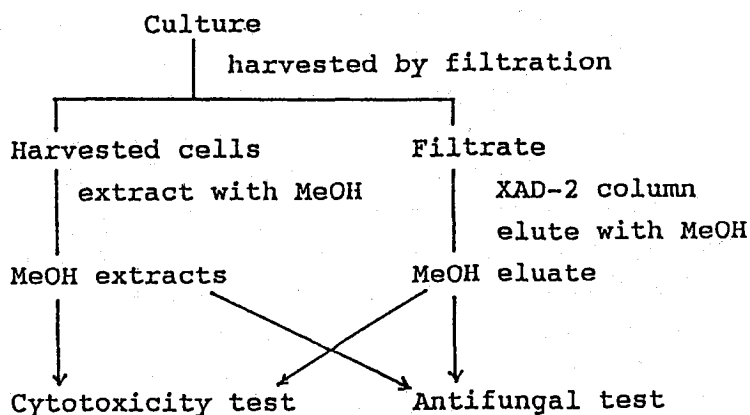 Culture
harvested by filtration
Harvested cells
Filtrate
extract with MeOH
XAD-2 column
elute with MeOH
MeOH extracts
MeOH eluate
Cytotoxicity test
Antifungal test